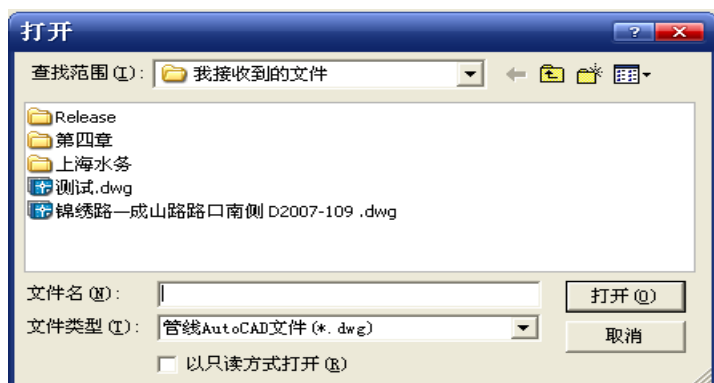 打开
查找范围(I): 我接收到的文件
Release
第四章
上海水务
测试.dwg
锦绣路—成山路路口南侧 D2007-109 .dwg
文件名(N): 打开(O)
文件类型(T): 管线AutoCAD文件(*.dwg) 取消
以只读方式打开(R)